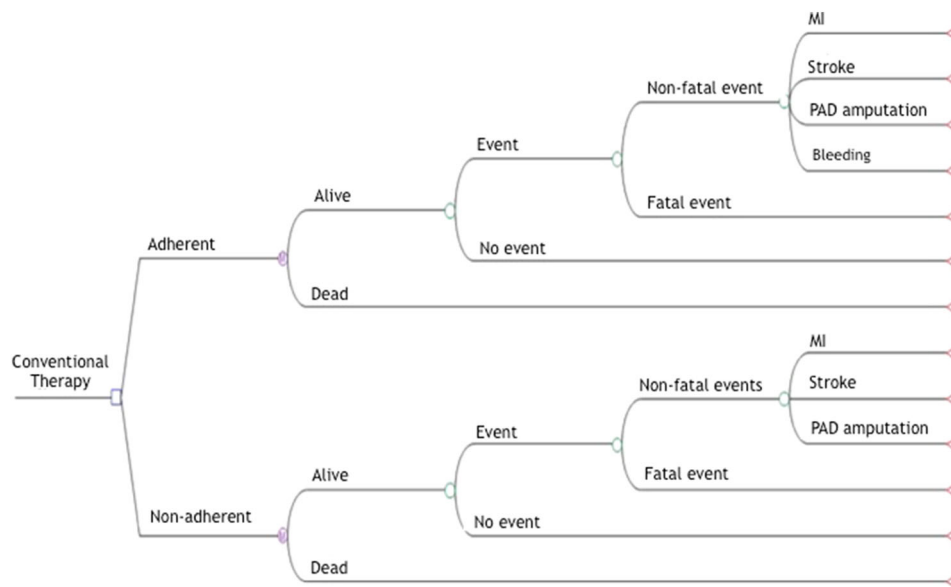 MI
Stroke
Non-fatal event
PAD amputation
Event
Bleeding
Alive
Fatal event
Adherent
No event
Dead
Conventional
Therapy
MI
Non-fatal events
Stroke
Event
PAD amputation
Alive
Fatal event
Non-adherent
No event
Dead